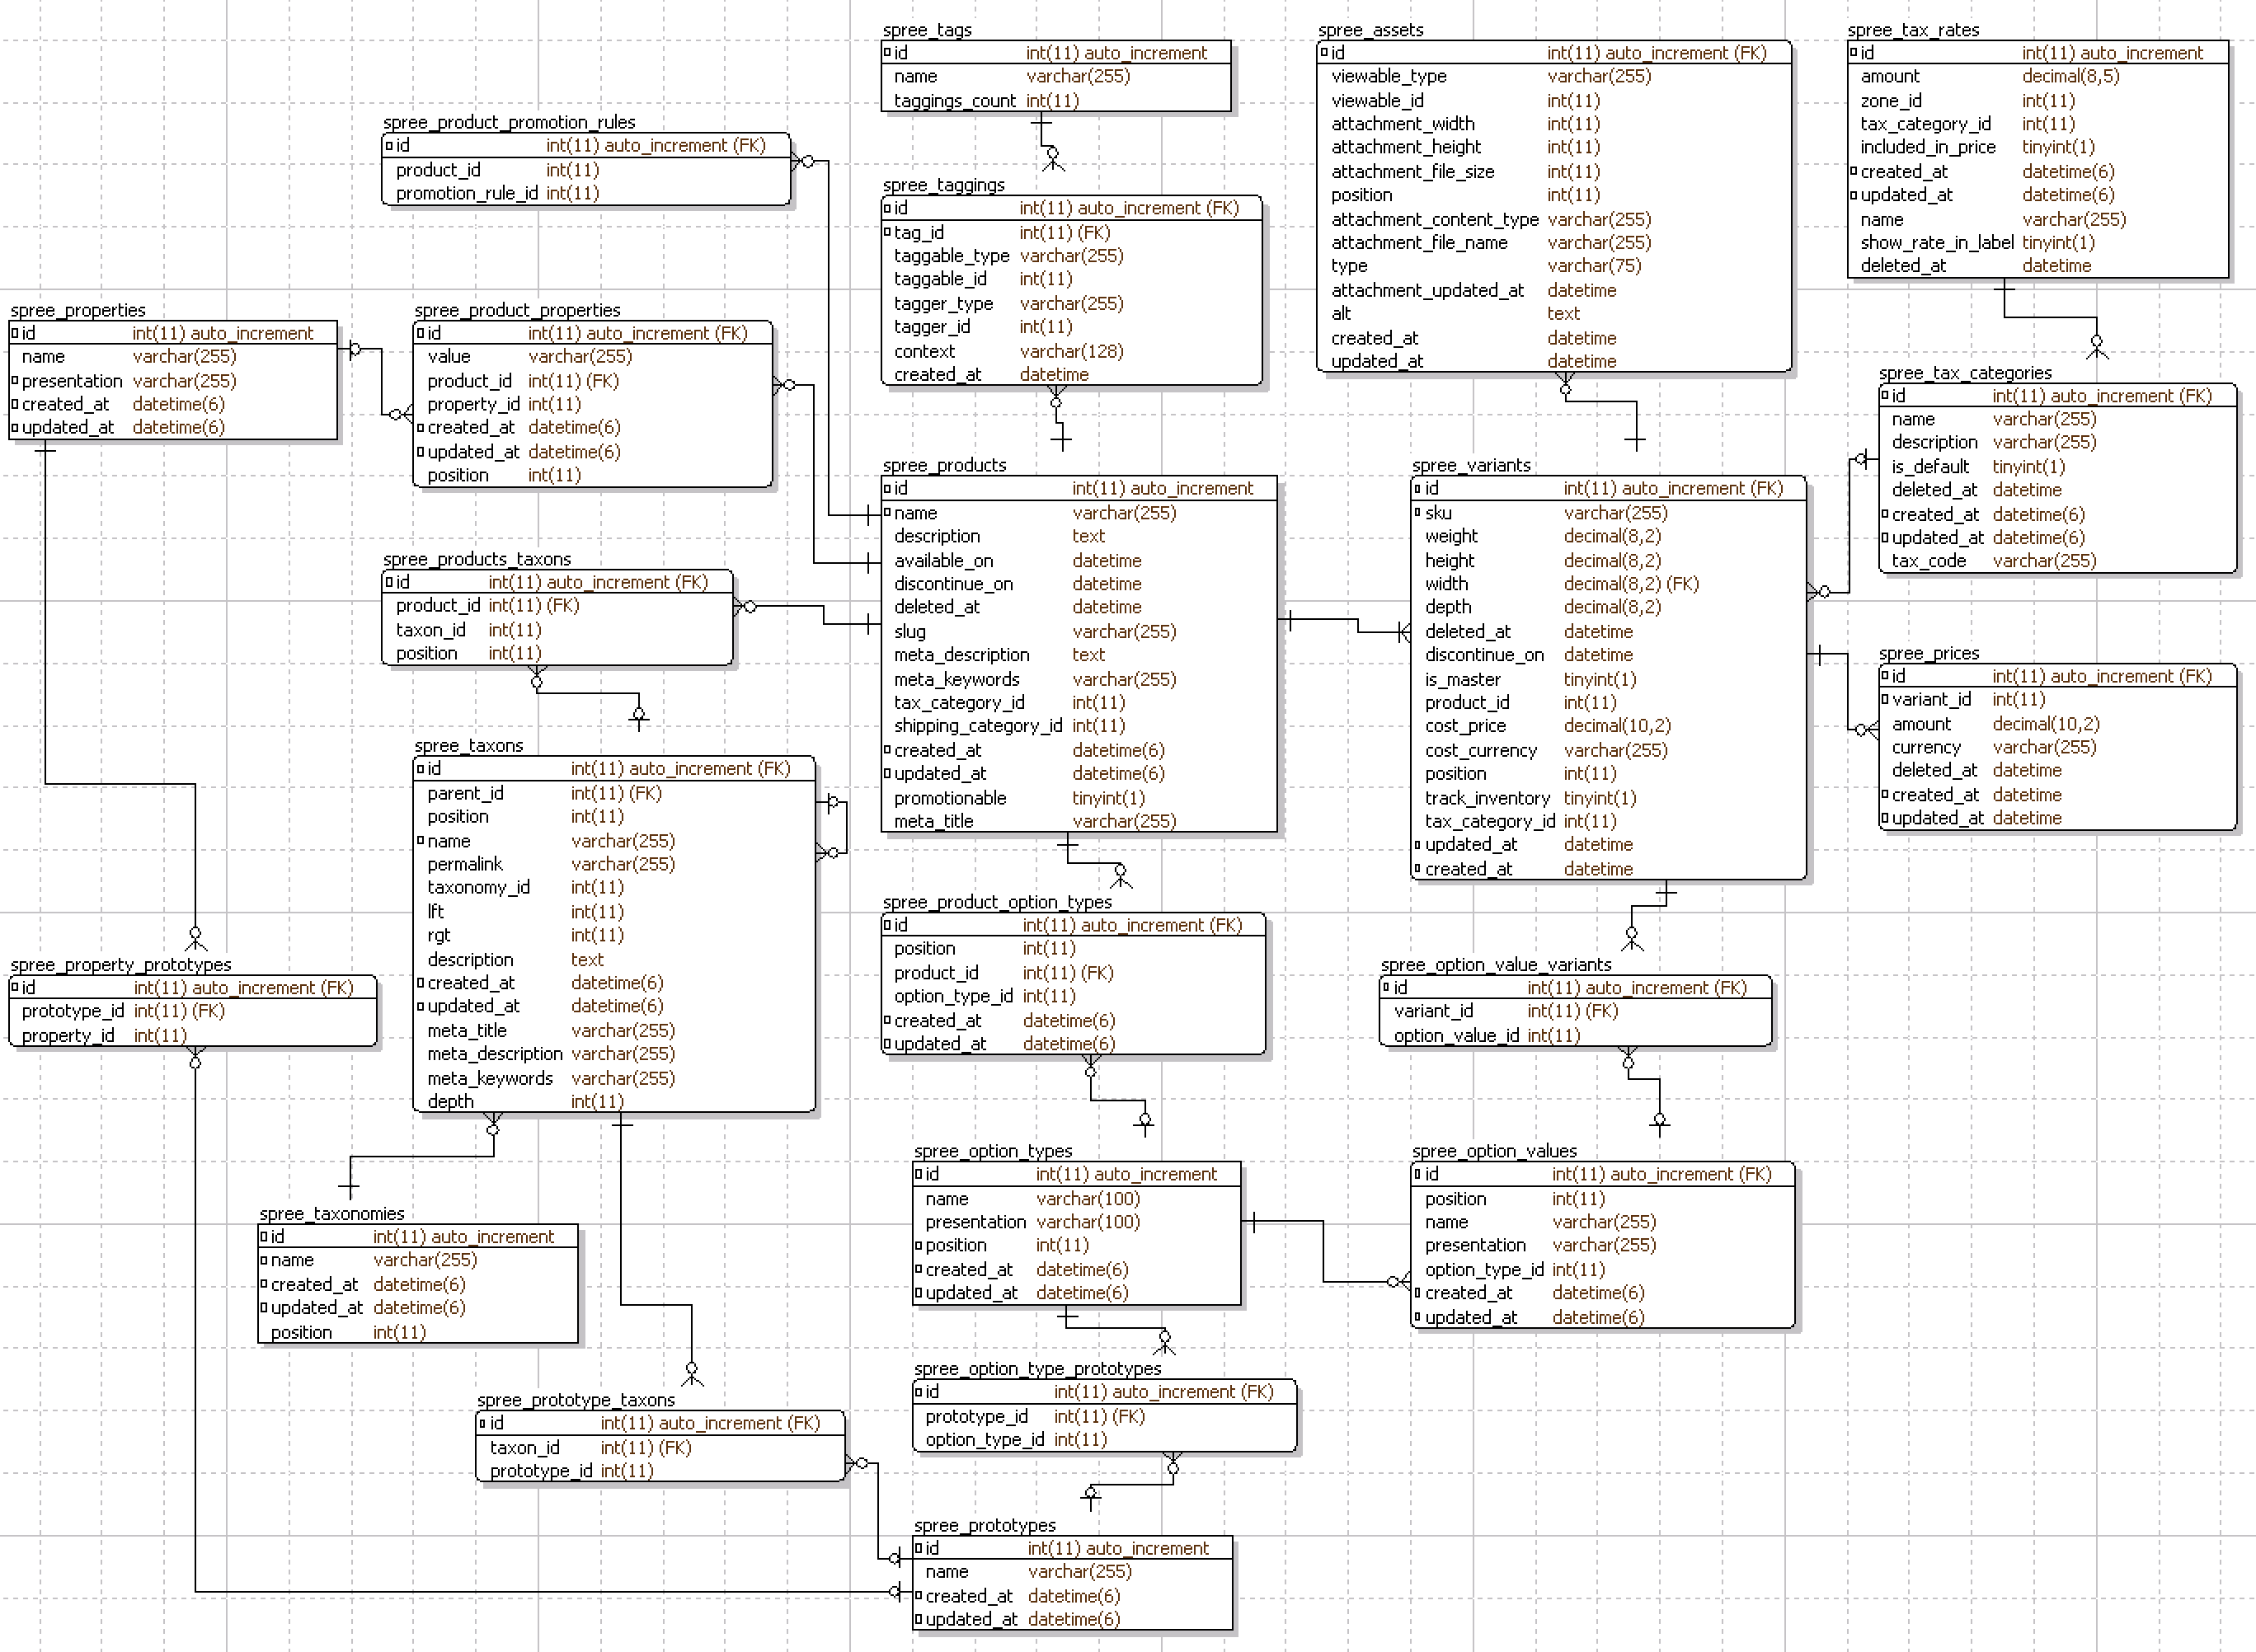 spree_tags
id int(11) auto_increment
name varchar(255)
taggings_count int(11)
spree_assets
id int(11) auto_increment (FK)
viewable_type varchar(255)
viewable_id int(11)
attachment_width int(11)
attachment_height int(11)
attachment_file_size int(11)
position int(11)
attachment_content_type varchar(255)
attachment_file_name varchar(255)
type varchar(75)
attachment_updated_at datetime
alt text
created_at datetime
updated_at datetime
spree_tax_rates
id int(11) auto_increment
amount decimal(8,5)
zone_id int(11)
tax_category_id int(11)
included_in_price tinyint(1)
created_at datetime(6)
updated_at datetime(6)
name varchar(255)
show_rate_in_label tinyint(1)
deleted_at datetime
spree_product_promotion_rules
id int(11) auto_increment (FK)
product_id int(11)
promotion_rule_id int(11)
spree_taggings
id int(11) auto_increment (FK)
tag_id int(11) (FK)
taggable_type varchar(255)
taggable_id int(11)
tagger_type varchar(255)
tagger_id int(11)
context varchar(128)
created_at datetime
spree_properties
id int(11) auto_increment
name varchar(255)
presentation varchar(255)
created_at datetime(6)
updated_at datetime(6)
spree_product_properties
id int(11) auto_increment (FK)
value varchar(255)
product_id int(11) (FK)
property_id int(11)
created_at datetime(6)
updated_at datetime(6)
position int(11)
spree_tax_categories
id int(11) auto_increment (FK)
name varchar(255)
description varchar(255)
is_default tinyint(1)
deleted_at datetime
created_at datetime(6)
updated_at datetime(6)
tax_code varchar(255)
spree_products
id int(11) auto_increment
name varchar(255)
description text
available_on datetime
discontinue_on datetime
deleted_at datetime
slug varchar(255)
meta_description text
meta_keywords varchar(255)
tax_category_id int(11)
shipping_category_id int(11)
created_at datetime(6)
updated_at datetime(6)
promotionable tinyint(1)
meta_title varchar(255)
spree_variants
id int(11) auto_increment (FK)
sku varchar(255)
weight decimal(8,2)
height decimal(8,2)
width decimal(8,2) (FK)
depth decimal(8,2)
deleted_at datetime
discontinue_on datetime
is_master tinyint(1)
product_id int(11)
cost_price decimal(10,2)
cost_currency varchar(255)
position int(11)
track_inventory tinyint(1)
tax_category_id int(11)
updated_at datetime
created_at datetime
spree_products_taxons
id int(11) auto_increment (FK)
product_id int(11) (FK)
taxon_id int(11)
position int(11)
spree_prices
id int(11) auto_increment (FK)
variant_id int(11)
amount decimal(10,2)
currency varchar(255)
deleted_at datetime
created_at datetime
updated_at datetime
spree_taxons
id int(11) auto_increment (FK)
parent_id int(11) (FK)
position int(11)
name varchar(255)
permalink varchar(255)
taxonomy_id int(11)
lft int(11)
rgt int(11)
description text
created_at datetime(6)
updated_at datetime(6)
meta_title varchar(255)
meta_description varchar(255)
meta_keywords varchar(255)
depth int(11)
spree_product_option_types
id int(11) auto_increment (FK)
position int(11)
product_id int(11) (FK)
option_type_id int(11)
created_at datetime(6)
updated_at datetime(6)
spree_property_prototypes
id int(11) auto_increment (FK)
prototype_id int(11) (FK)
property_id int(11)
spree_option_value_variants
id int(11) auto_increment (FK)
variant_id int(11) (FK)
option_value_id int(11)
spree_option_types
id int(11) auto_increment
name varchar(100)
presentation varchar(100)
position int(11)
created_at datetime(6)
updated_at datetime(6)
spree_option_values
id int(11) auto_increment (FK)
position int(11)
name varchar(255)
presentation varchar(255)
option_type_id int(11)
created_at datetime(6)
updated_at datetime(6)
spree_taxonomies
id int(11) auto_increment
name varchar(255)
created_at datetime(6)
updated_at datetime(6)
position int(11)
spree_option_type_prototypes
id int(11) auto_increment (FK)
prototype_id int(11) (FK)
option_type_id int(11)
spree_prototype_taxons
id int(11) auto_increment (FK)
taxon_id int(11) (FK)
prototype_id int(11)
spree_prototypes
id int(11) auto_increment
name varchar(255)
created_at datetime(6)
updated_at datetime(6)